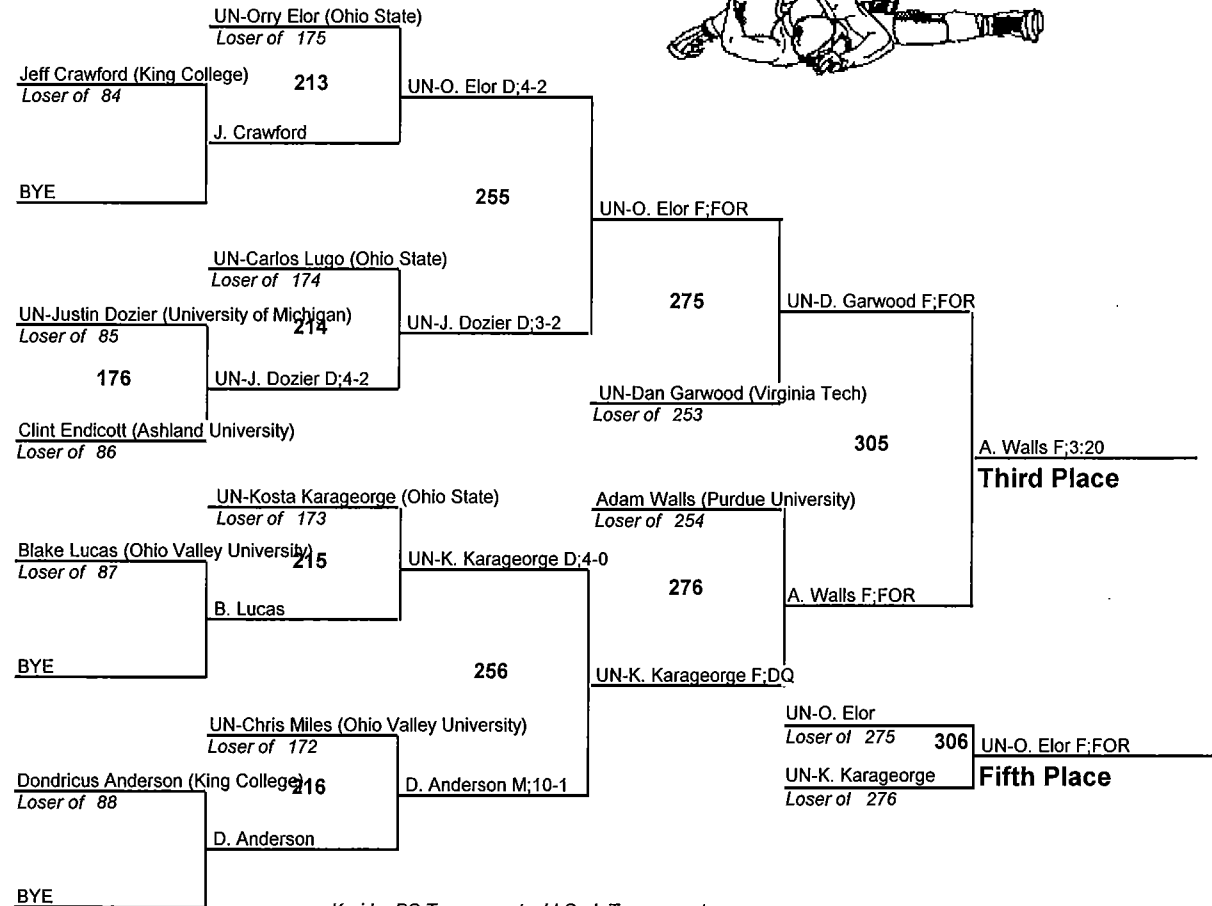 UN-Orry Elor (Ohio State)
Loser of 175
Jeff Crawford (King College)
Loser of 84
213
UN-O. Elor D;4-2
J. Crawford
BYE
255
UN-O. Elor F;FOR
UN-Carlos Lugo (Ohio State)
Loser of 174
UN-Justin Dozier (University of Michigan)
Loser of 85
214
UN-J. Dozier D;3-2
275
UN-D. Garwood F;FOR
176
UN-J. Dozier D;4-2
UN-Dan Garwood (Virginia Tech)
Loser of 253
Clint Endicott (Ashland University)
Loser of 86
305
A. Walls F;3:20
Third Place
UN-Kosta Karageorge (Ohio State)
Loser of 173
Adam Walls (Purdue University)
Loser of 254
Blake Lucas (Ohio Valley University)
Loser of 87
215
UN-K. Karageorge D;4-0
276
A. Walls F;FOR
B. Lucas
BYE
256
UN-K. Karageorge F;DQ
UN-Chris Miles (Ohio Valley University)
Loser of 172
UN-O. Elor
Loser of 275
306
UN-O. Elor F;FOR
Fifth Place
UN-K. Karageorge
Loser of 276
Dondricus Anderson (King College)
Loser of 88
216
D. Anderson M;10-1
D. Anderson
BYE